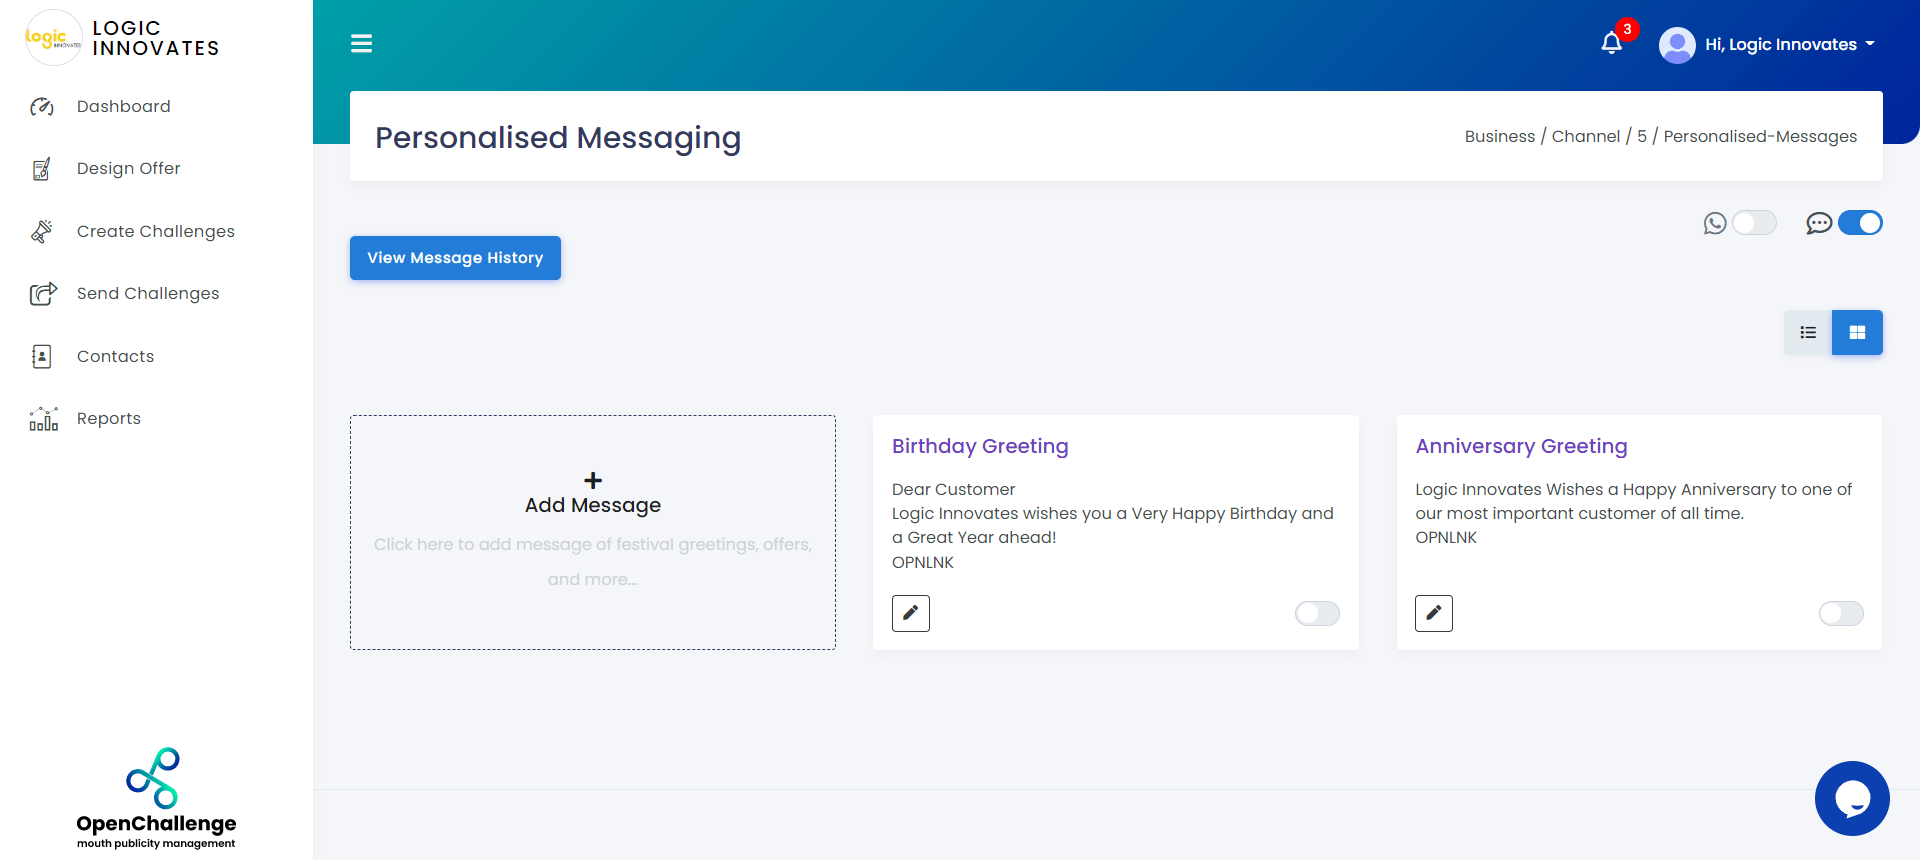 logic
INNOVATES
LOGIC
INNOVATES
Dashboard
Design Offer
Create Challenges
Send Challenges
Contacts
Reports
OpenChallenge
mouth publicity management
3
Hi, Logic Innovates
Personalised Messaging
Business / Channel / 5 / Personalised-Messages
View Message History
Add Message
Click here to add message of festival greetings, offers,
and more...
Birthday Greeting
Dear Customer
Logic Innovates wishes you a Very Happy Birthday and
a Great Year ahead!
OPNLNK
Anniversary Greeting
Logic Innovates Wishes a Happy Anniversary to one of
our most important customer of all time.
OPNLNK